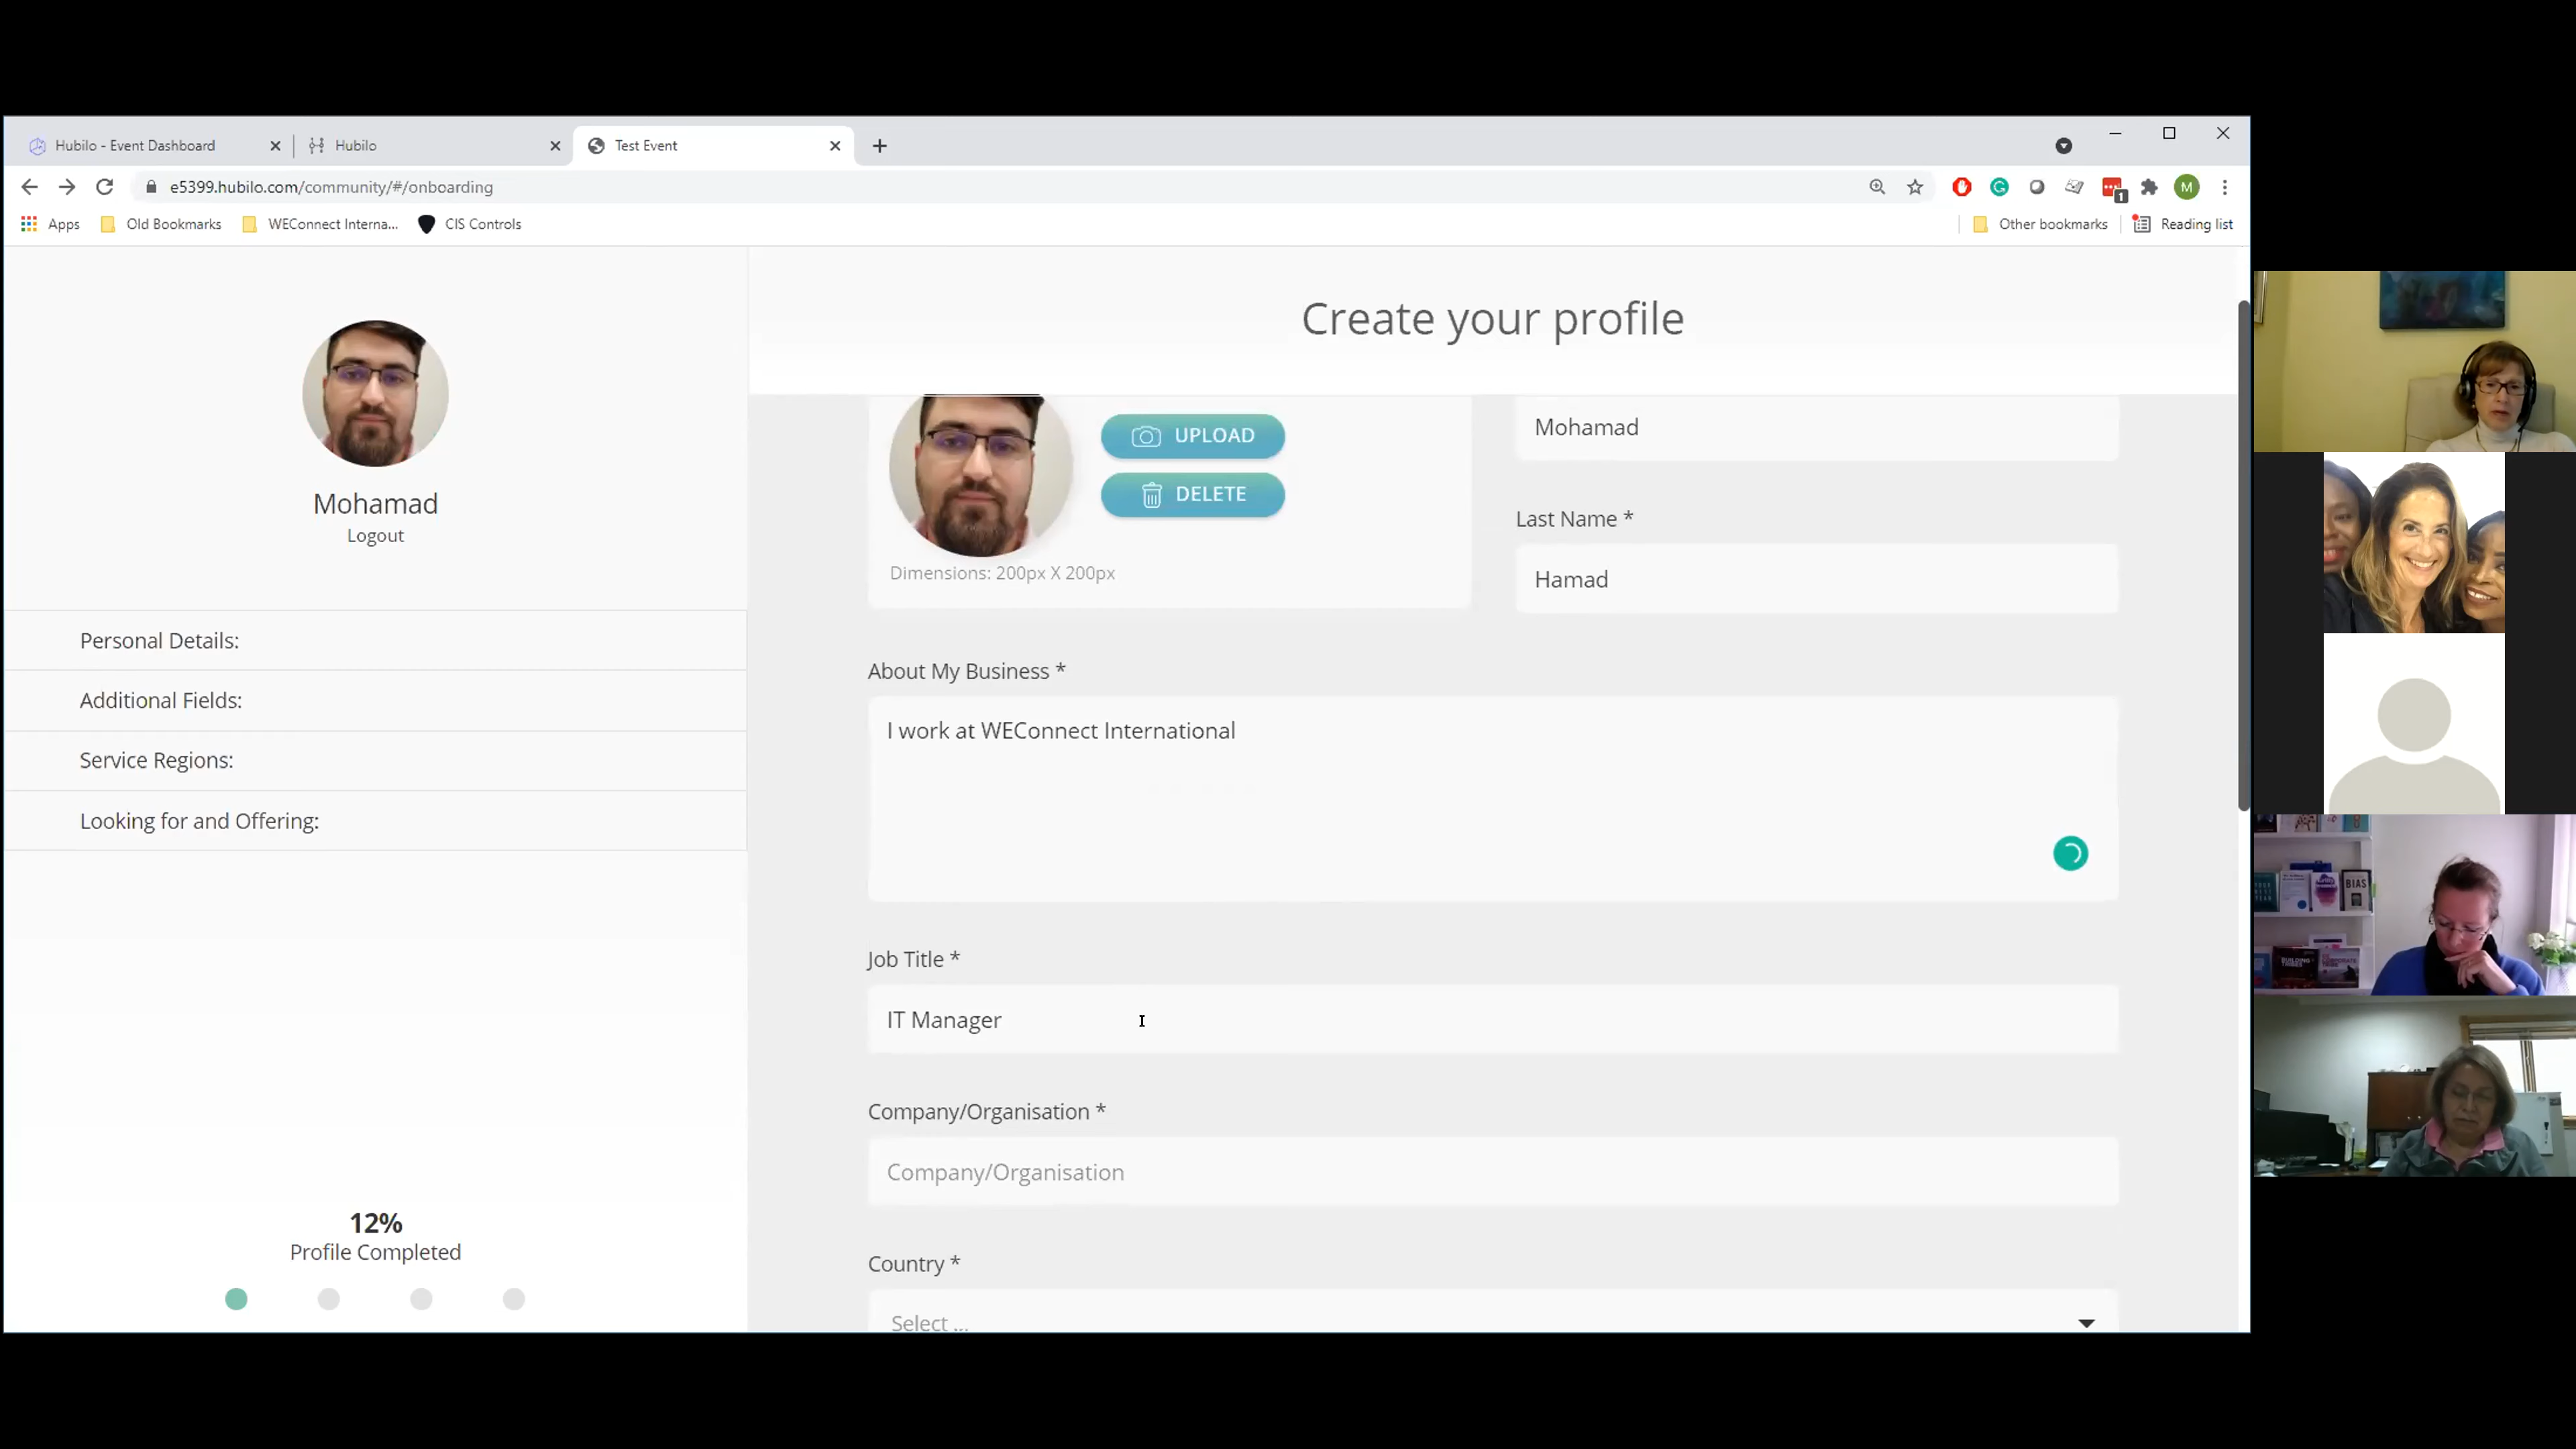 Hubilo - Event Dashboard
Hubilo
Test Event
e5399.hubilo.com/community/#/onboarding
1
M
Apps
Old Bookmarks
WEConnect Interna...
CIS Controls
Other bookmarks
Reading list
Mohamad
Logout
Personal Details:
Additional Fields:
Service Regions:
Looking for and Offering:
12%
Profile Completed
Create your profile
UPLOAD
DELETE
Dimensions: 200px X 200px
Mohamad
Last Name *
Hamad
About My Business *
I work at WEConnect International
Job Title *
IT Manager
Company/Organisation *
Company/Organisation
Country *
Select ...
BIAS
BUILDING